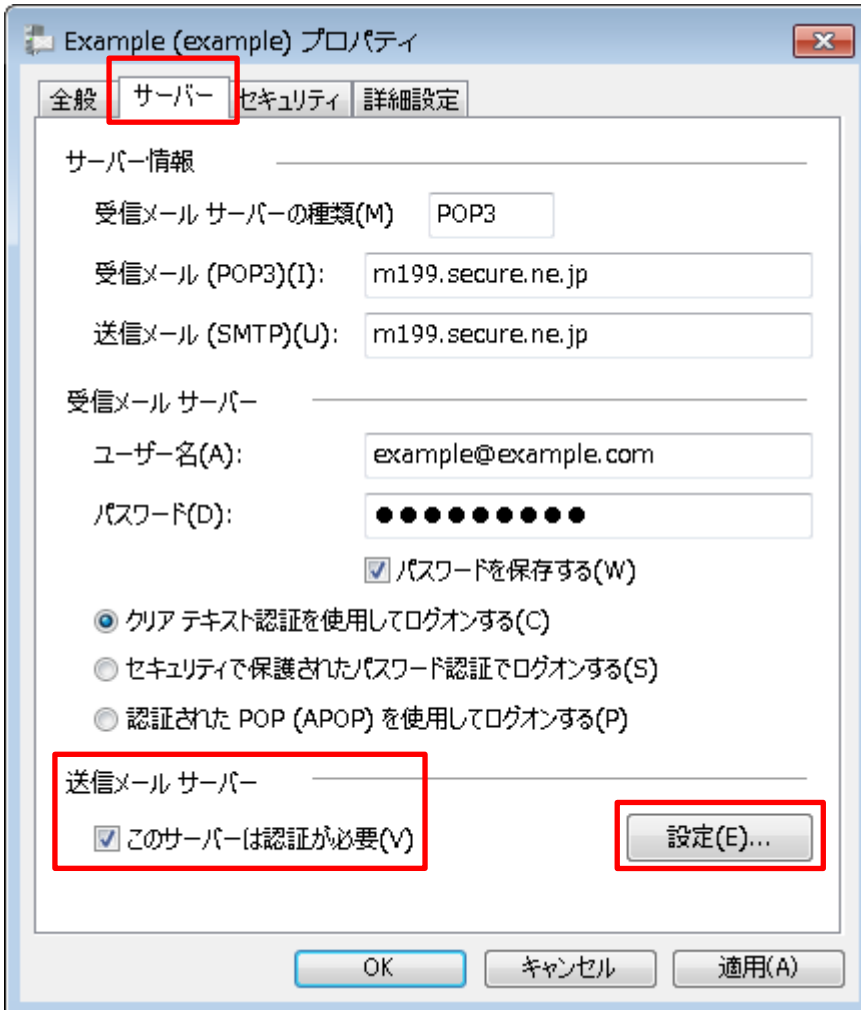 Example (example) プロパティ
全般 サーバー セキュリティ 詳細設定
サーバー情報
受信メール サーバーの種類(M) POP3
受信メール (POP3)(I): m199.secure.ne.jp
送信メール (SMTP)(U): m199.secure.ne.jp
受信メール サーバー
ユーザー名(A): example@example.com
パスワード(D): ●●●●●●●●●
パスワードを保存する(W)
クリア テキスト認証を使用してログオンする(C)
セキュリティで保護されたパスワード認証でログオンする(S)
認証された POP (APOP) を使用してログオンする(P)
送信メール サーバー
このサーバーは認証が必要(V) 設定(E)...
OK キャンセル 適用(A)